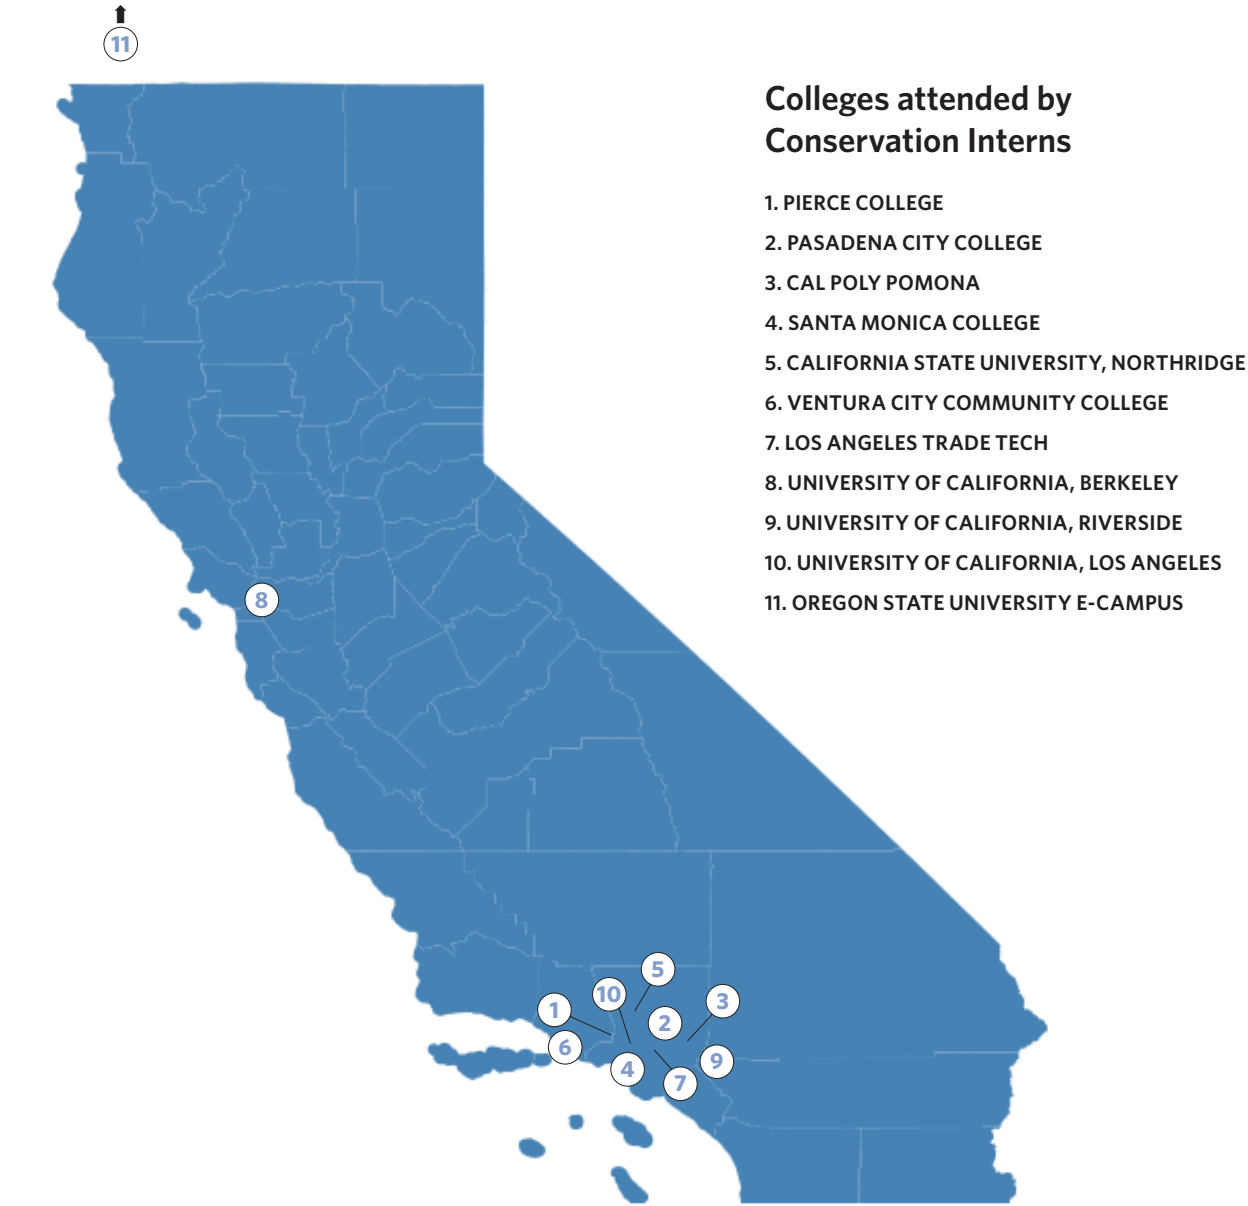 11
Colleges attended by
Conservation Interns
1. PIERCE COLLEGE
2. PASADENA CITY COLLEGE
3. CAL POLY POMONA
4. SANTA MONICA COLLEGE
5. CALIFORNIA STATE UNIVERSITY, NORTHRIDGE
6. VENTURA CITY COMMUNITY COLLEGE
7. LOS ANGELES TRADE TECH
8. UNIVERSITY OF CALIFORNIA, BERKELEY
9. UNIVERSITY OF CALIFORNIA, RIVERSIDE
10. UNIVERSITY OF CALIFORNIA, LOS ANGELES
11. OREGON STATE UNIVERSITY E-CAMPUS
8
5
10
3
1
2
6
9
4
7